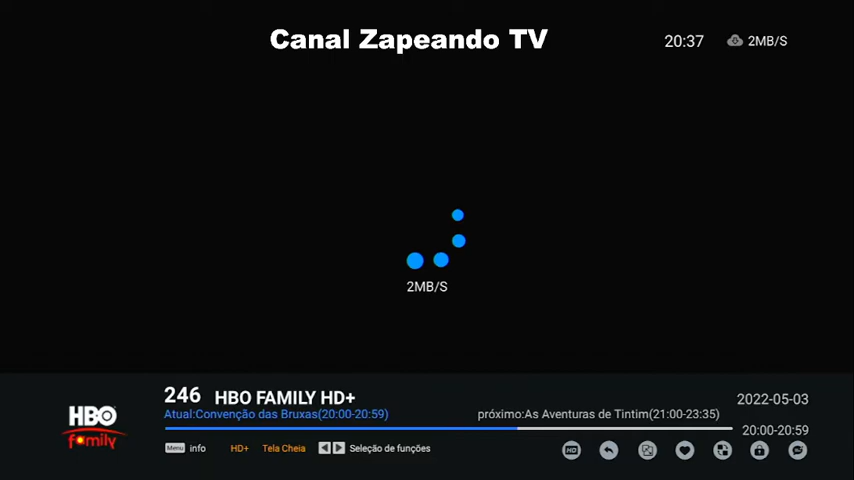 Canal Zapeando TV
20:37
2MB/S
2MB/S
246 HBO FAMILY HD+
Atual:Convenção das Bruxas(20:00-20:59)
próximo:As Aventuras de Tintim(21:00-23:35)
2022-05-03
20:00-20:59
HBO
family
Menu info HD+ Tela Cheia Seleção de funções
HD